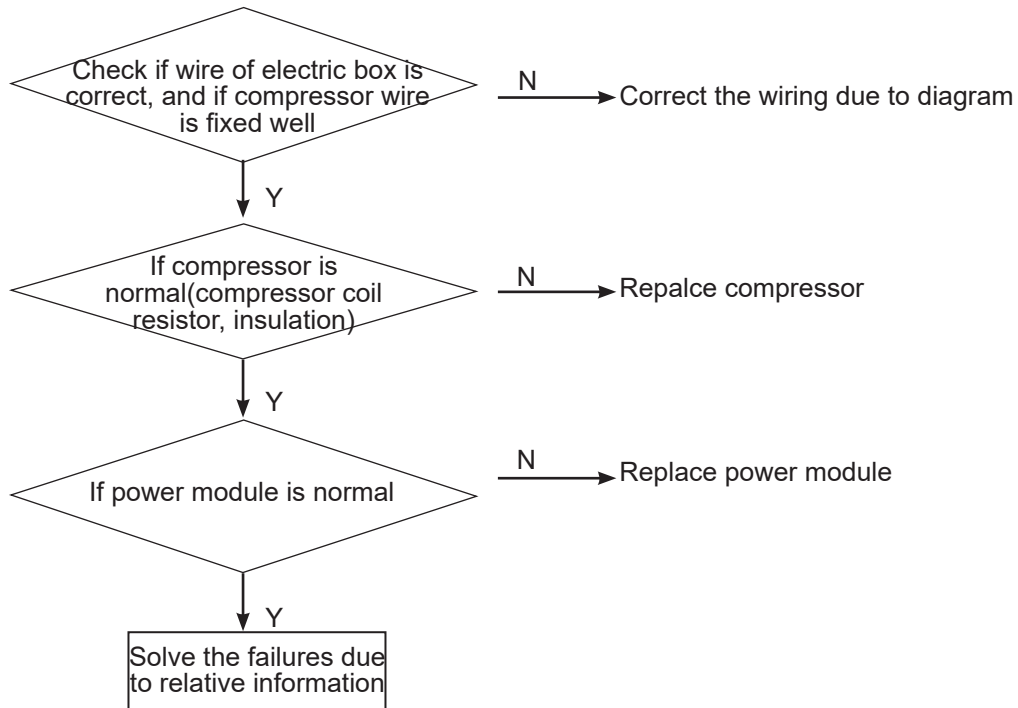 Check if wire of electric box is
correct, and if compressor wire
is fixed well
N
Correct the wiring due to diagram
Y
If compressor is
normal(compressor coil
resistor, insulation)
N
Repalce compressor
Y
If power module is normal
N
Replace power module
Y
Solve the failures due
to relative information